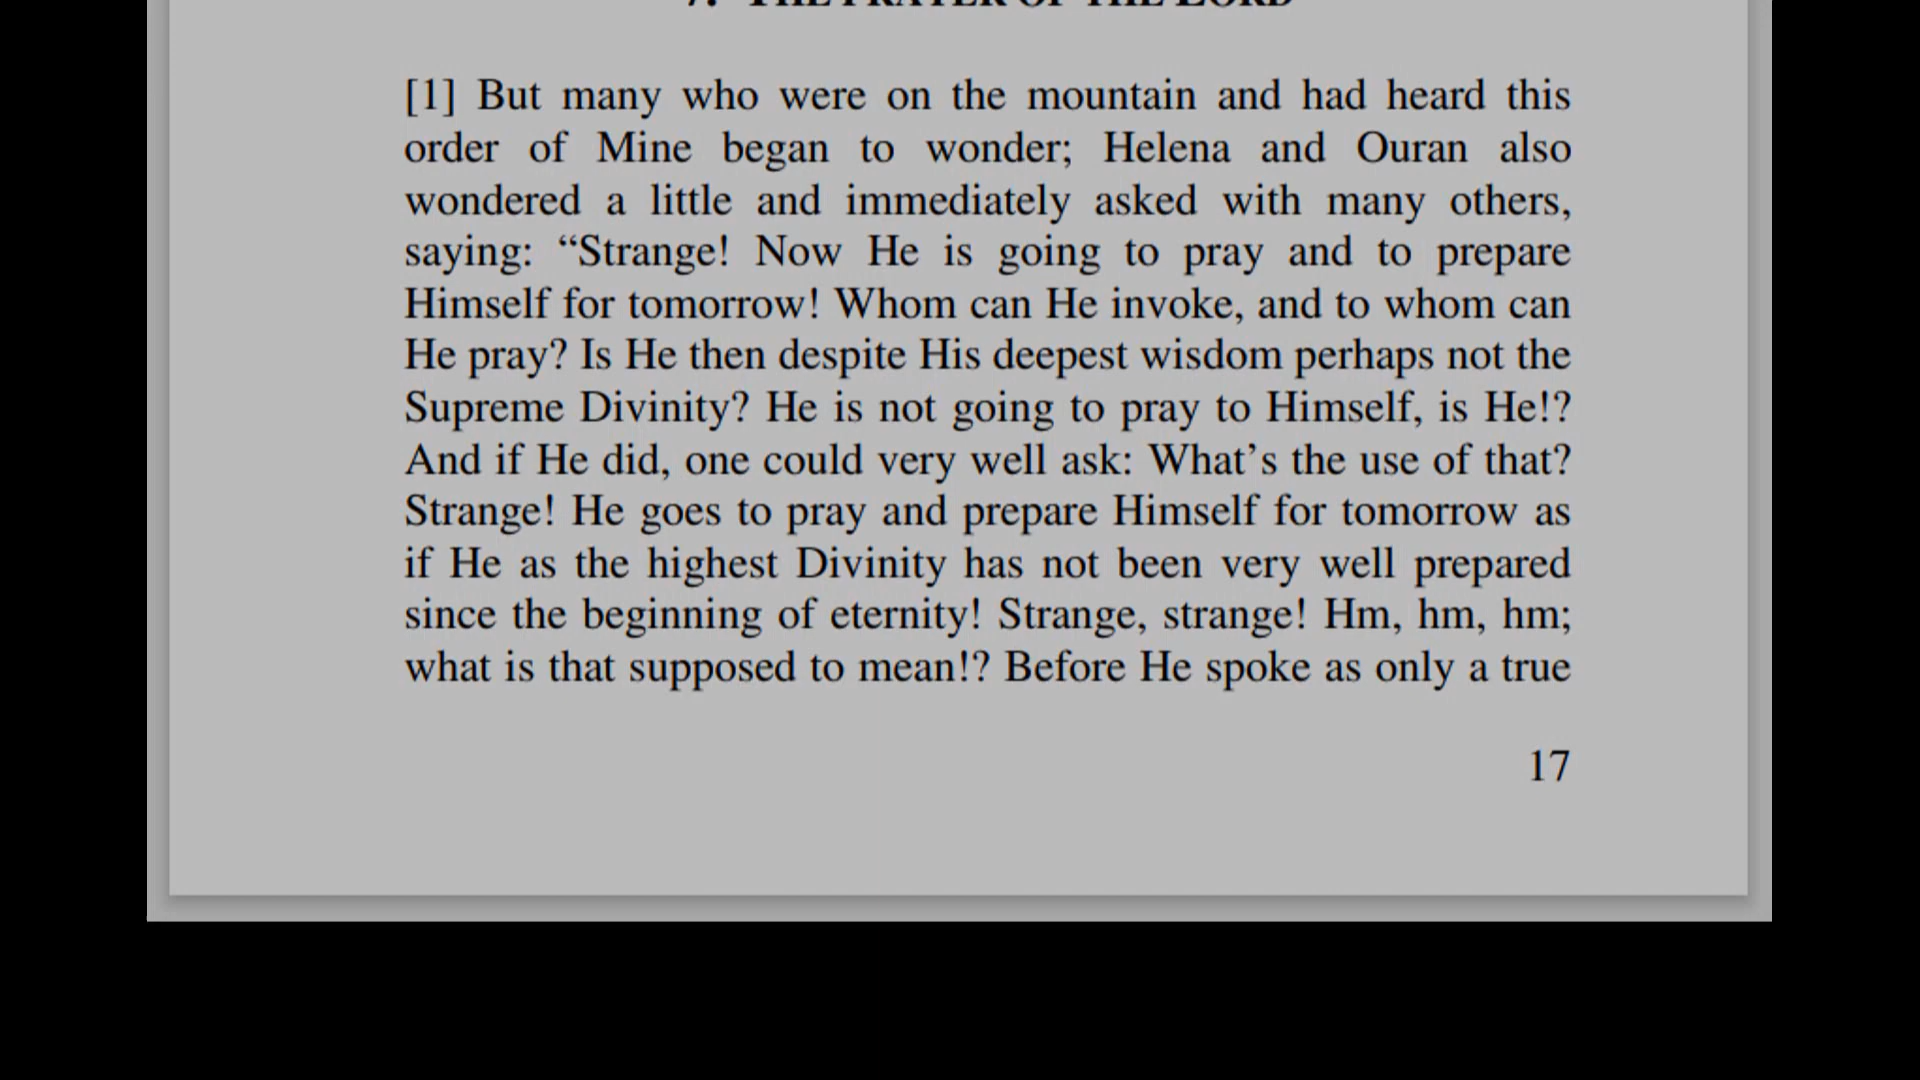 7. THE PRAYER OF THE LORD
[1] But many who were on the mountain and had heard this
order of Mine began to wonder; Helena and Ouran also
wondered a little and immediately asked with many others,
saying: “Strange! Now He is going to pray and to prepare
Himself for tomorrow! Whom can He invoke, and to whom can
He pray? Is He then despite His deepest wisdom perhaps not the
Supreme Divinity? He is not going to pray to Himself, is He!?
And if He did, one could very well ask: What’s the use of that?
Strange! He goes to pray and prepare Himself for tomorrow as
if He as the highest Divinity has not been very well prepared
since the beginning of eternity! Strange, strange! Hm, hm, hm;
what is that supposed to mean!? Before He spoke as only a true
17